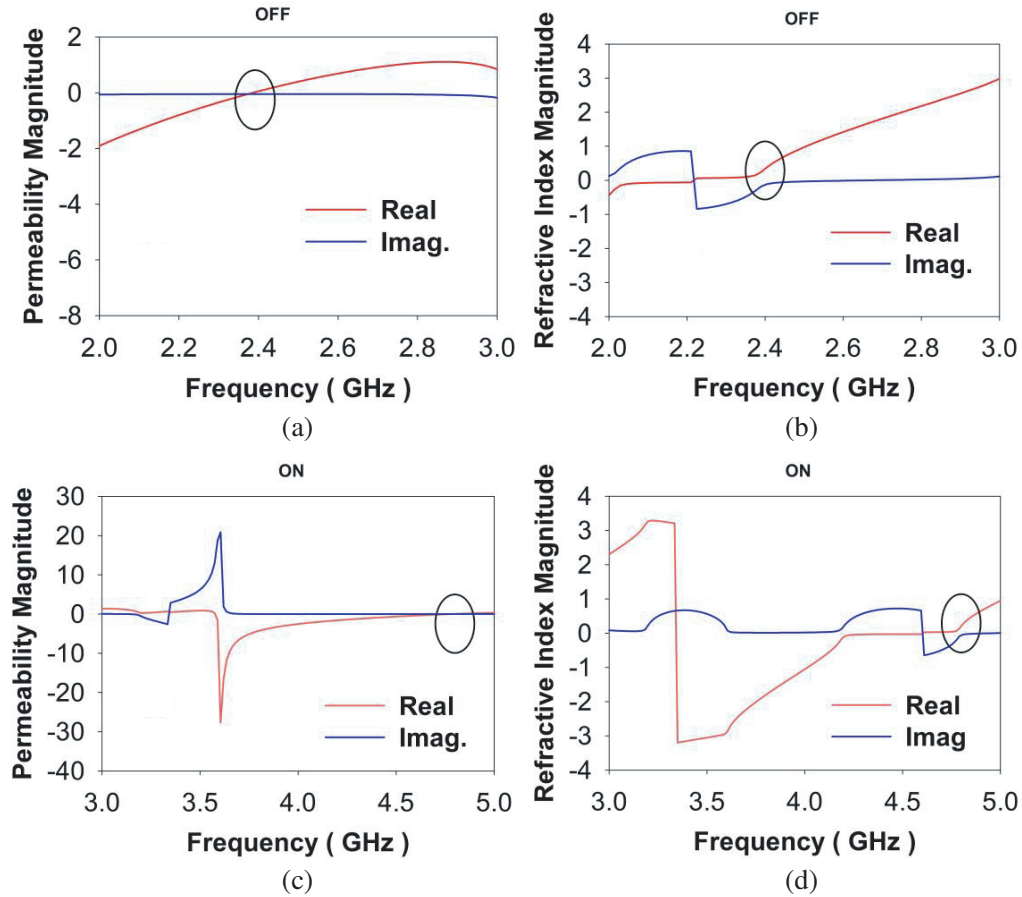 OFF
Permeability Magnitude
2
0
-2
-4
-6
-8
Real
Imag.
2.0 2.2 2.4 2.6 2.8 3.0
Frequency ( GHz )
(a)
OFF
Refractive Index Magnitude
4
3
2
1
0
-1
-2
-3
-4
Real
Imag.
2.0 2.2 2.4 2.6 2.8 3.0
Frequency ( GHz )
(b)
ON
Permeability Magnitude
30
20
10
0
-10
-20
-30
-40
Real
Imag.
3.0 3.5 4.0 4.5 5.0
Frequency ( GHz )
(c)
ON
Refractive Index Magnitude
4
3
2
1
0
-1
-2
-3
-4
Real
Imag
3.0 3.5 4.0 4.5 5.0
Frequency ( GHz )
(d)